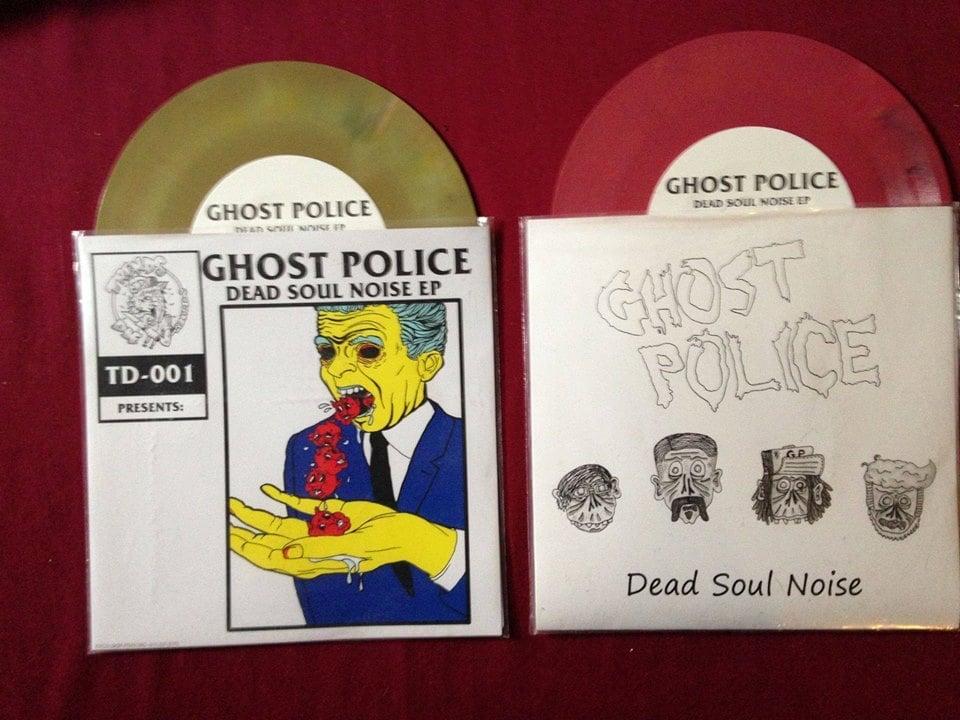 GHOST POLICE
DEAD SOUL NOISE EP
GHOST POLICE
DEAD SOUL NOISE EP
TD-001
PRESENTS:
GHOST POLICE
DEAD SOUL NOISE EP
GHOST
POLICE
G.P.
Dead Soul Noise